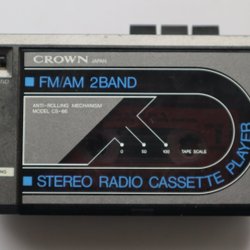 CROWN JAPAN
FM/AM 2BAND
ANTI-ROLLING MECHANISM
MODEL CS-86
0 50 100 TAPE SCALE
STEREO RADIO CASSETTE PLAYER